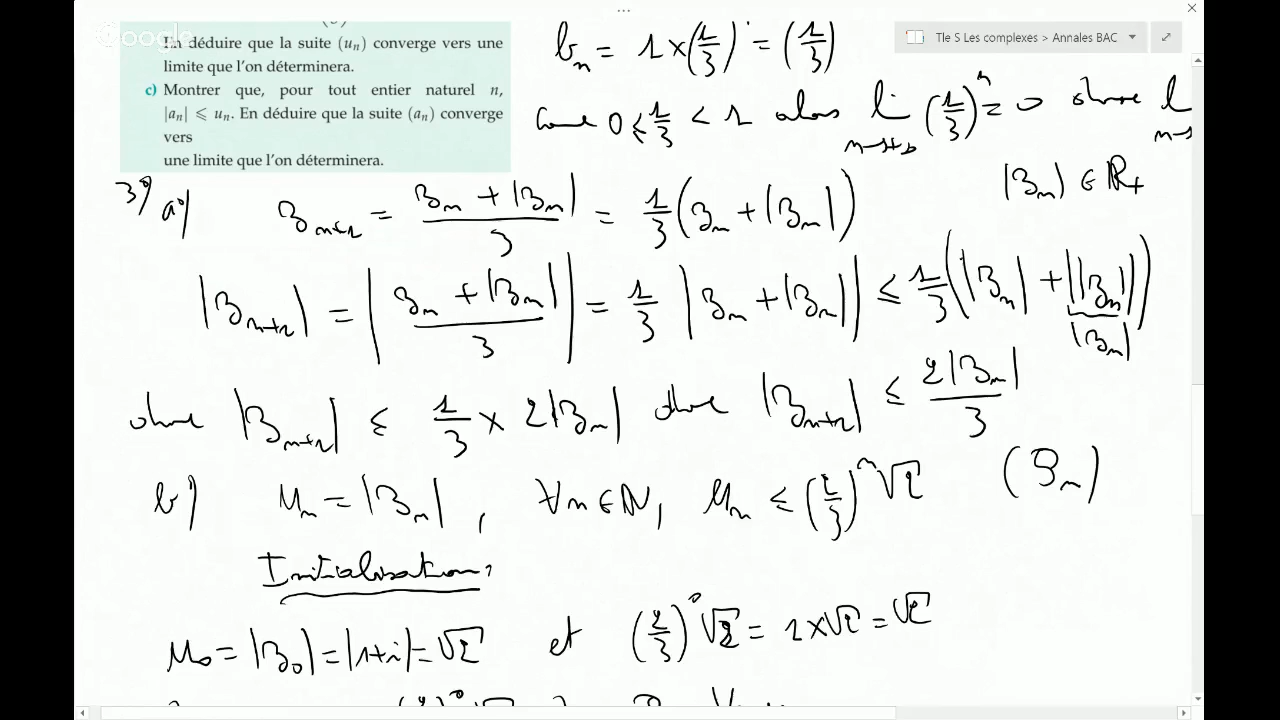 En déduire que la suite (uₙ) converge vers une
limite que l'on déterminera.
c) Montrer que, pour tout entier naturel n,
|aₙ| ⩽ uₙ. En déduire que la suite (aₙ) converge
vers
une limite que l'on déterminera.
Google
Tle S Les complexes > Annales BAC
bₙ = 1 × (1/3)ⁿ = (1/3)
Comme 0 ≤ 1/3 < 1 alors lim n→+∞ (1/3)ⁿ = 0 donc
|zₙ| ∈ ℝ₊
3°) a°) zₙ₊₁ = (zₙ + |zₙ|)/3 = 1/3 (zₙ + |zₙ|)
|zₙ₊₁| = |(zₙ + |zₙ|)/3| = 1/3 |zₙ + |zₙ|| ≤ 1/3 (|zₙ| + ||zₙ||)
|zₙ|
donc |zₙ₊₁| ≤ 1/3 × 2|zₙ| donc |zₙ₊₁| ≤ 2|zₙ|/3
b°) uₙ = |zₙ|, ∀n∈ℕ, uₙ ≤ (2/3)ⁿ √2 (zₙ)
Initialisation:
u₀ = |z₀| = |1+i| = √2 et (2/3)⁰ √2 = 1×√2 = √2